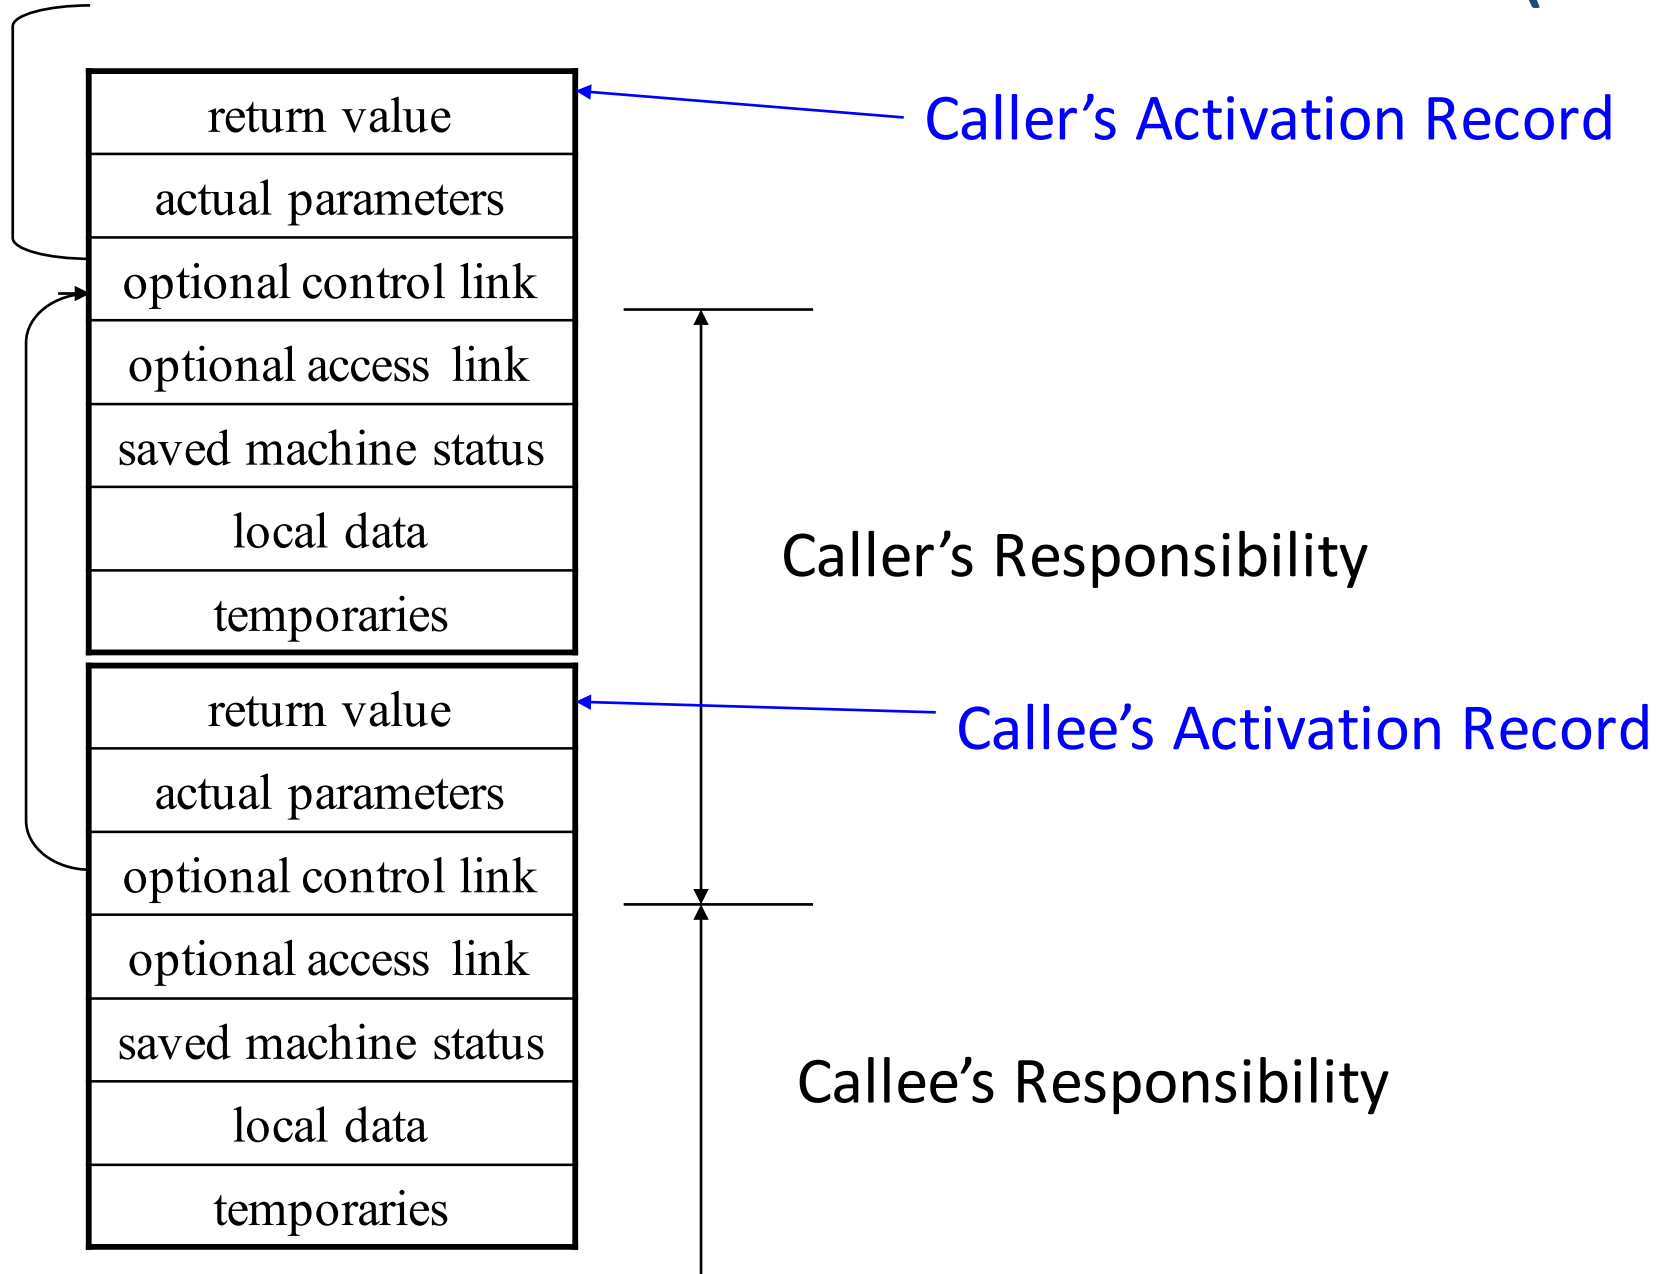 Caller’s Activation Record
return value
actual parameters
optional control link
optional access link
saved machine status
local data
temporaries
Caller’s Responsibility
Callee’s Activation Record
return value
actual parameters
optional control link
optional access link
saved machine status
local data
temporaries
Callee’s Responsibility